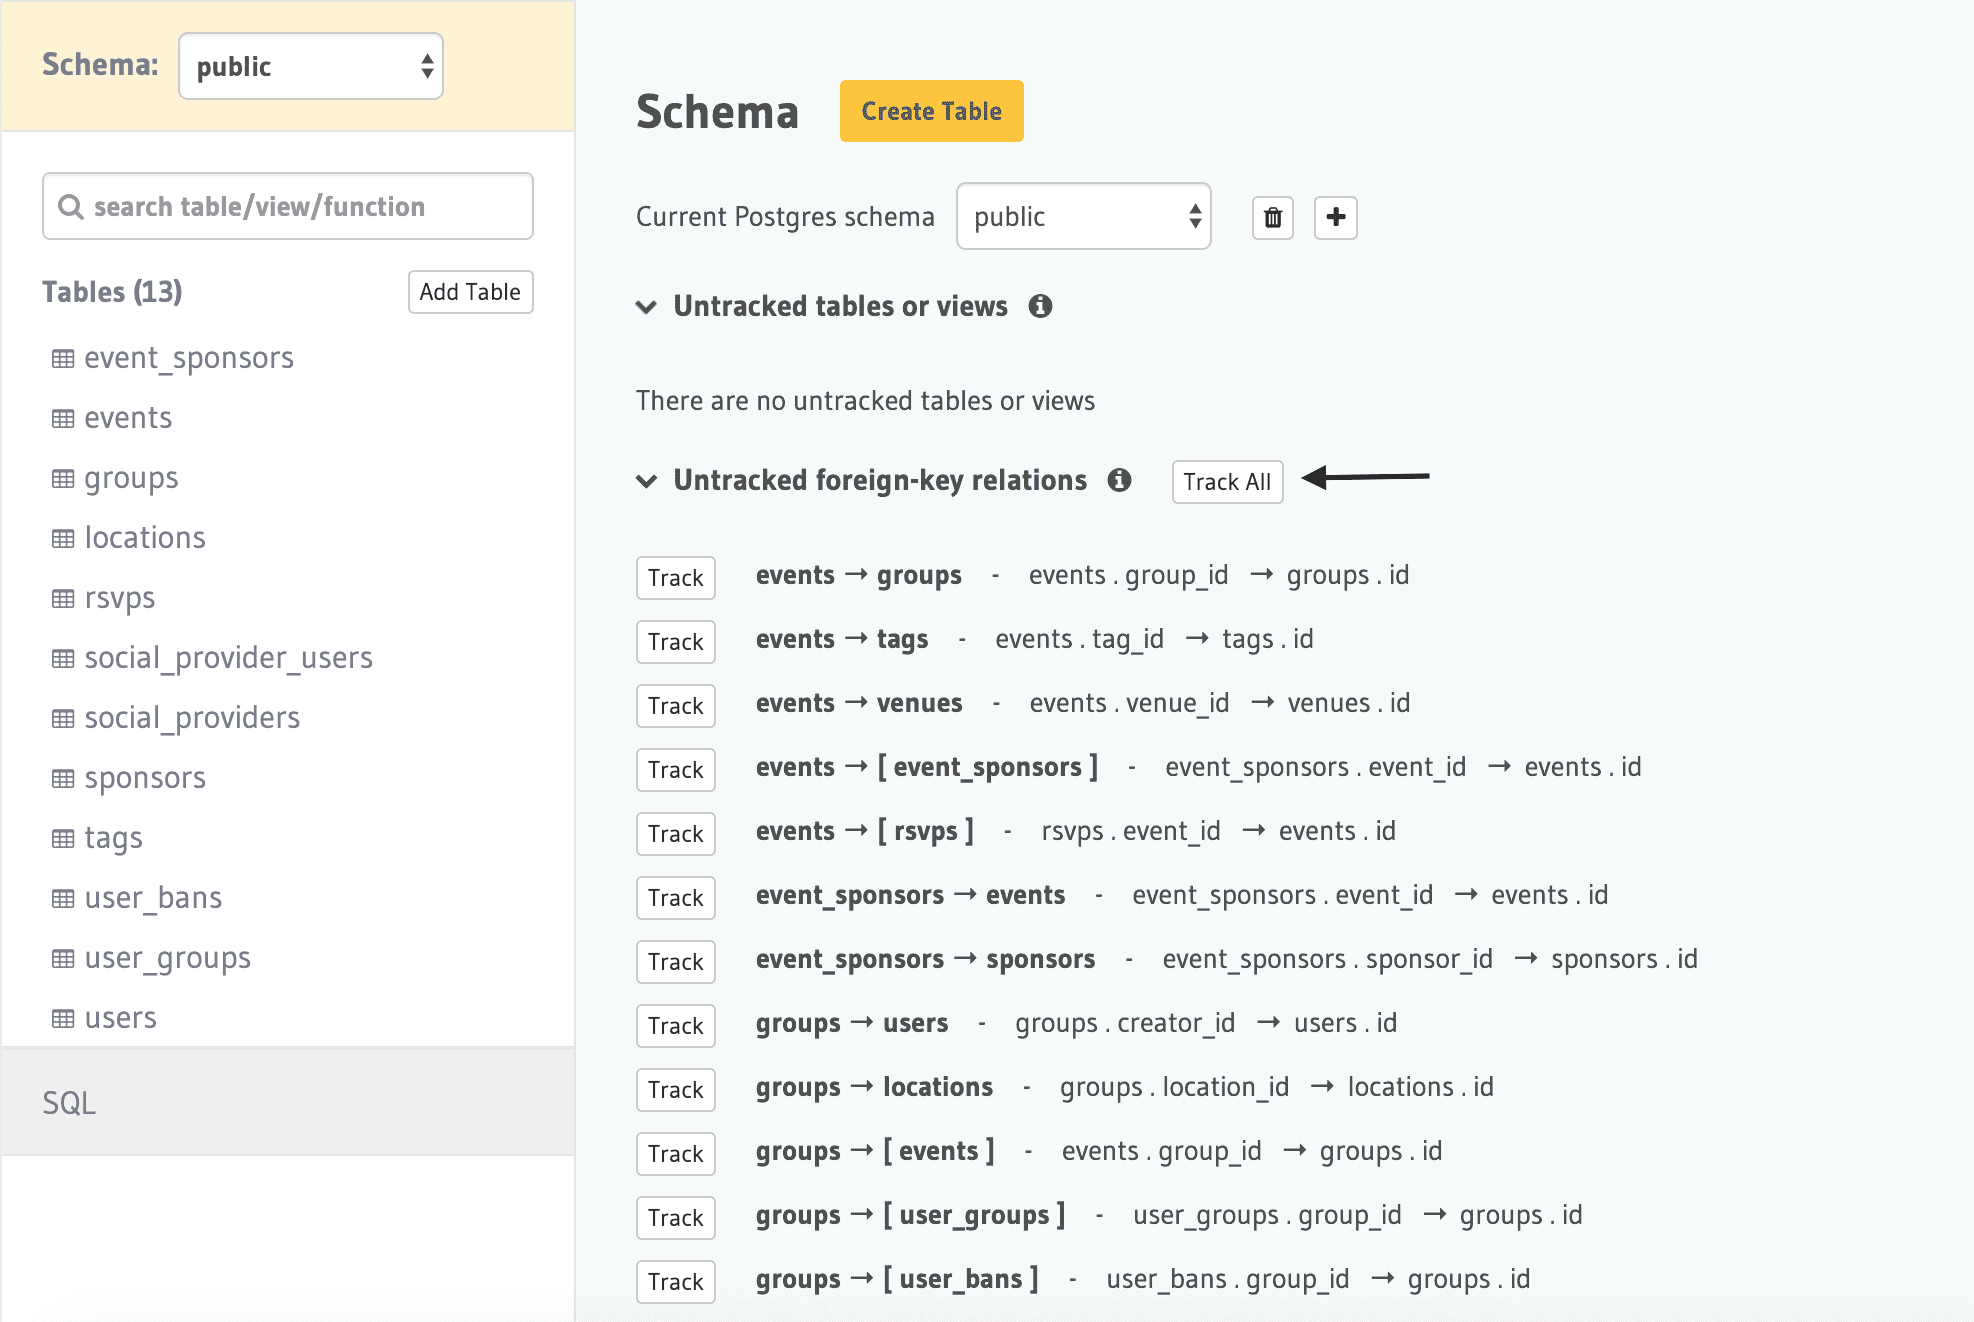 Schema: public
search table/view/function
Tables (13) Add Table
event_sponsors
events
groups
locations
rsvps
social_provider_users
social_providers
sponsors
tags
user_bans
user_groups
users
SQL
Schema Create Table
Current Postgres schema public
Untracked tables or views
There are no untracked tables or views
Untracked foreign-key relations Track All
Track events → groups - events . group_id → groups . id
Track events → tags - events . tag_id → tags . id
Track events → venues - events . venue_id → venues . id
Track events → [ event_sponsors ] - event_sponsors . event_id → events . id
Track events → [ rsvps ] - rsvps . event_id → events . id
Track event_sponsors → events - event_sponsors . event_id → events . id
Track event_sponsors → sponsors - event_sponsors . sponsor_id → sponsors . id
Track groups → users - groups . creator_id → users . id
Track groups → locations - groups . location_id → locations . id
Track groups → [ events ] - events . group_id → groups . id
Track groups → [ user_groups ] - user_groups . group_id → groups . id
Track groups → [ user_bans ] - user_bans . group_id → groups . id